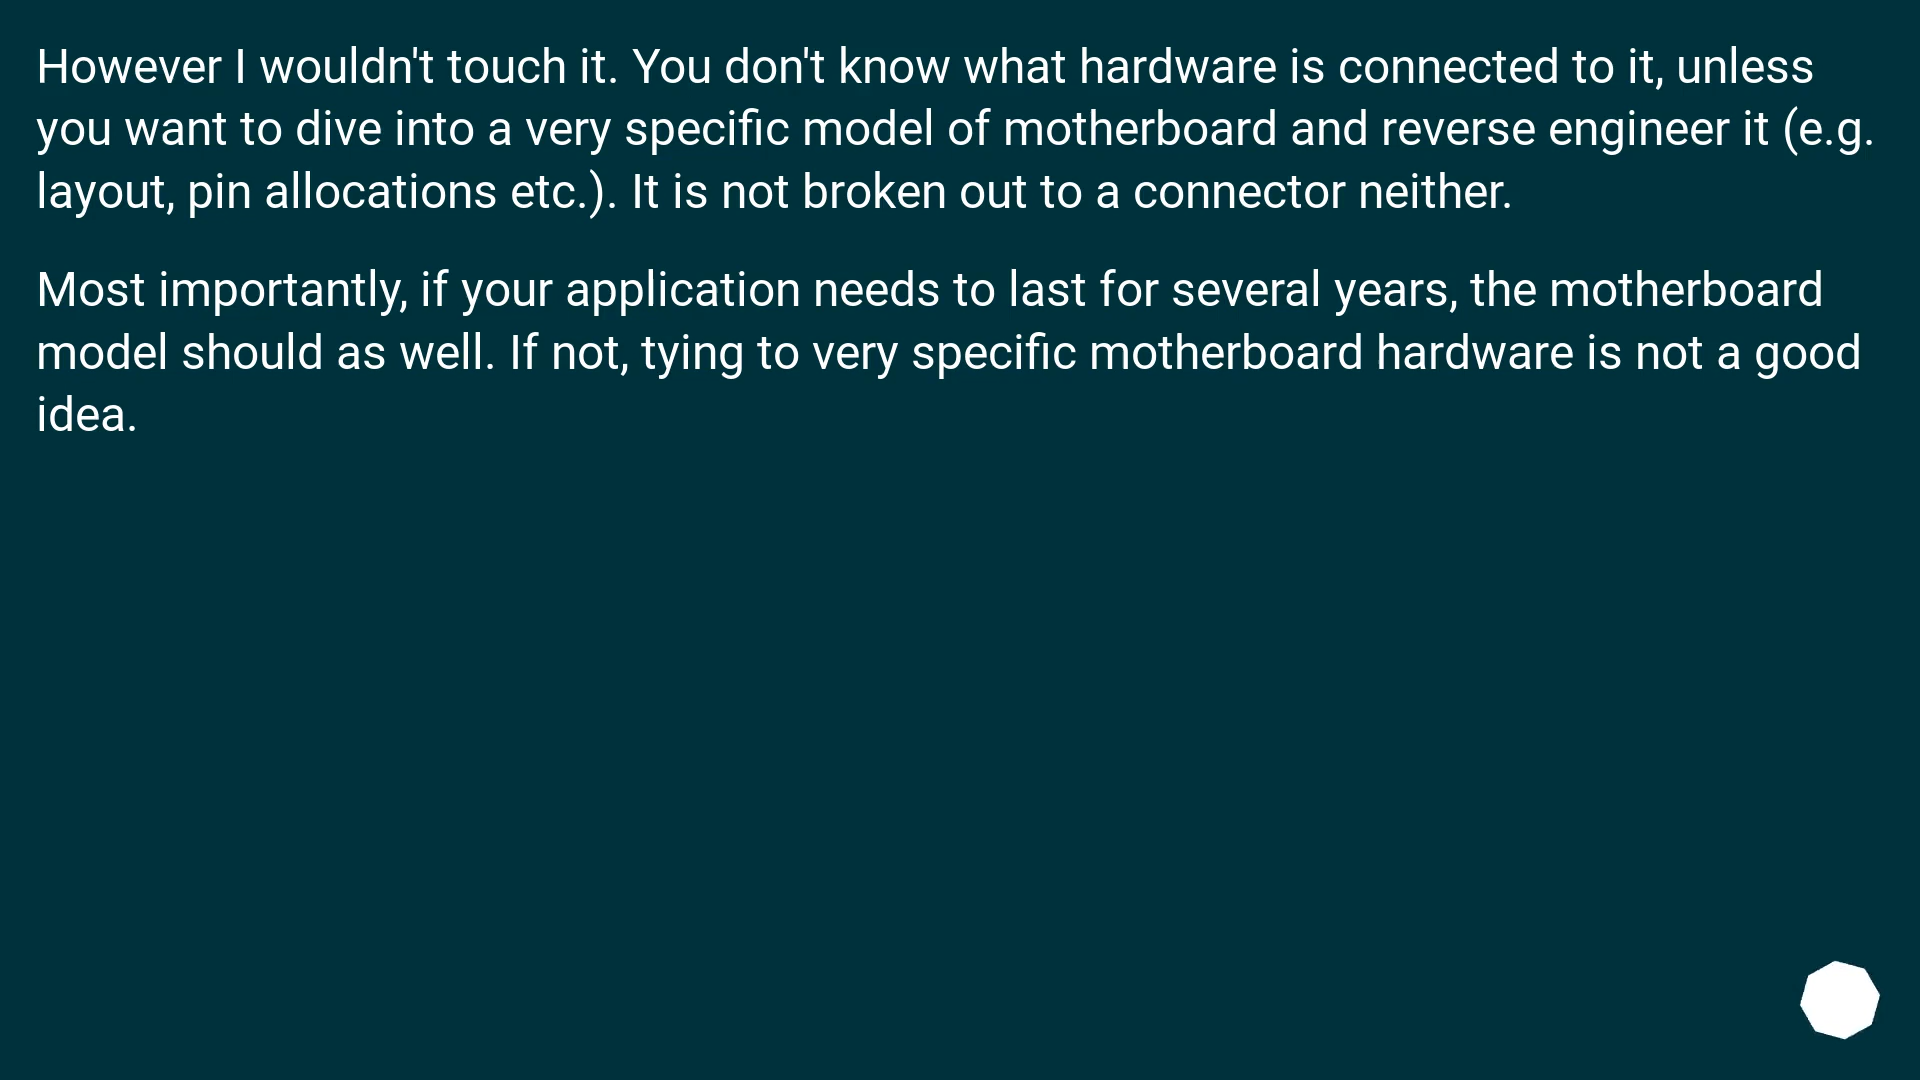 However I wouldn't touch it. You don't know what hardware is connected to it, unless
you want to dive into a very specific model of motherboard and reverse engineer it (e.g.
layout, pin allocations etc.). It is not broken out to a connector neither.
Most importantly, if your application needs to last for several years, the motherboard
model should as well. If not, tying to very specific motherboard hardware is not a good
idea.